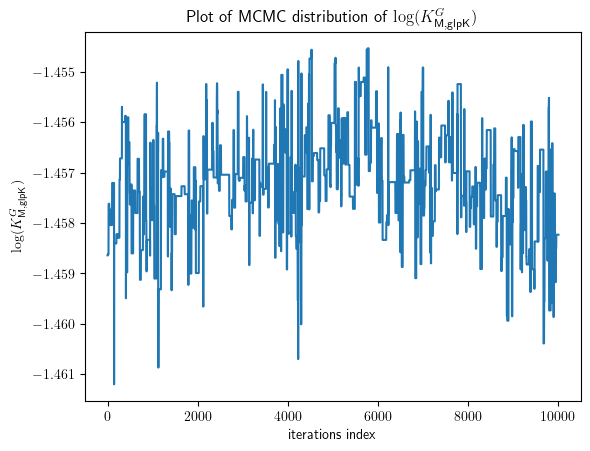 Plot of MCMC distribution of log(K^G_{M,glpK})
−1.455
−1.456
−1.457
−1.458
−1.459
−1.460
−1.461
log(K^G_{M,glpK})
0 2000 4000 6000 8000 10000
iterations index